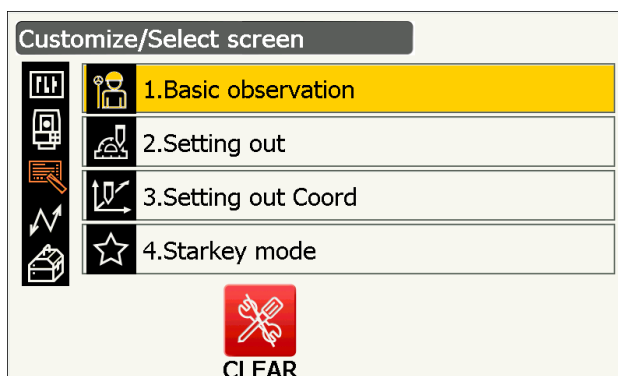 Customize/Select screen
1.Basic observation
2.Setting out
3.Setting out Coord
4.Starkey mode
CLEAR